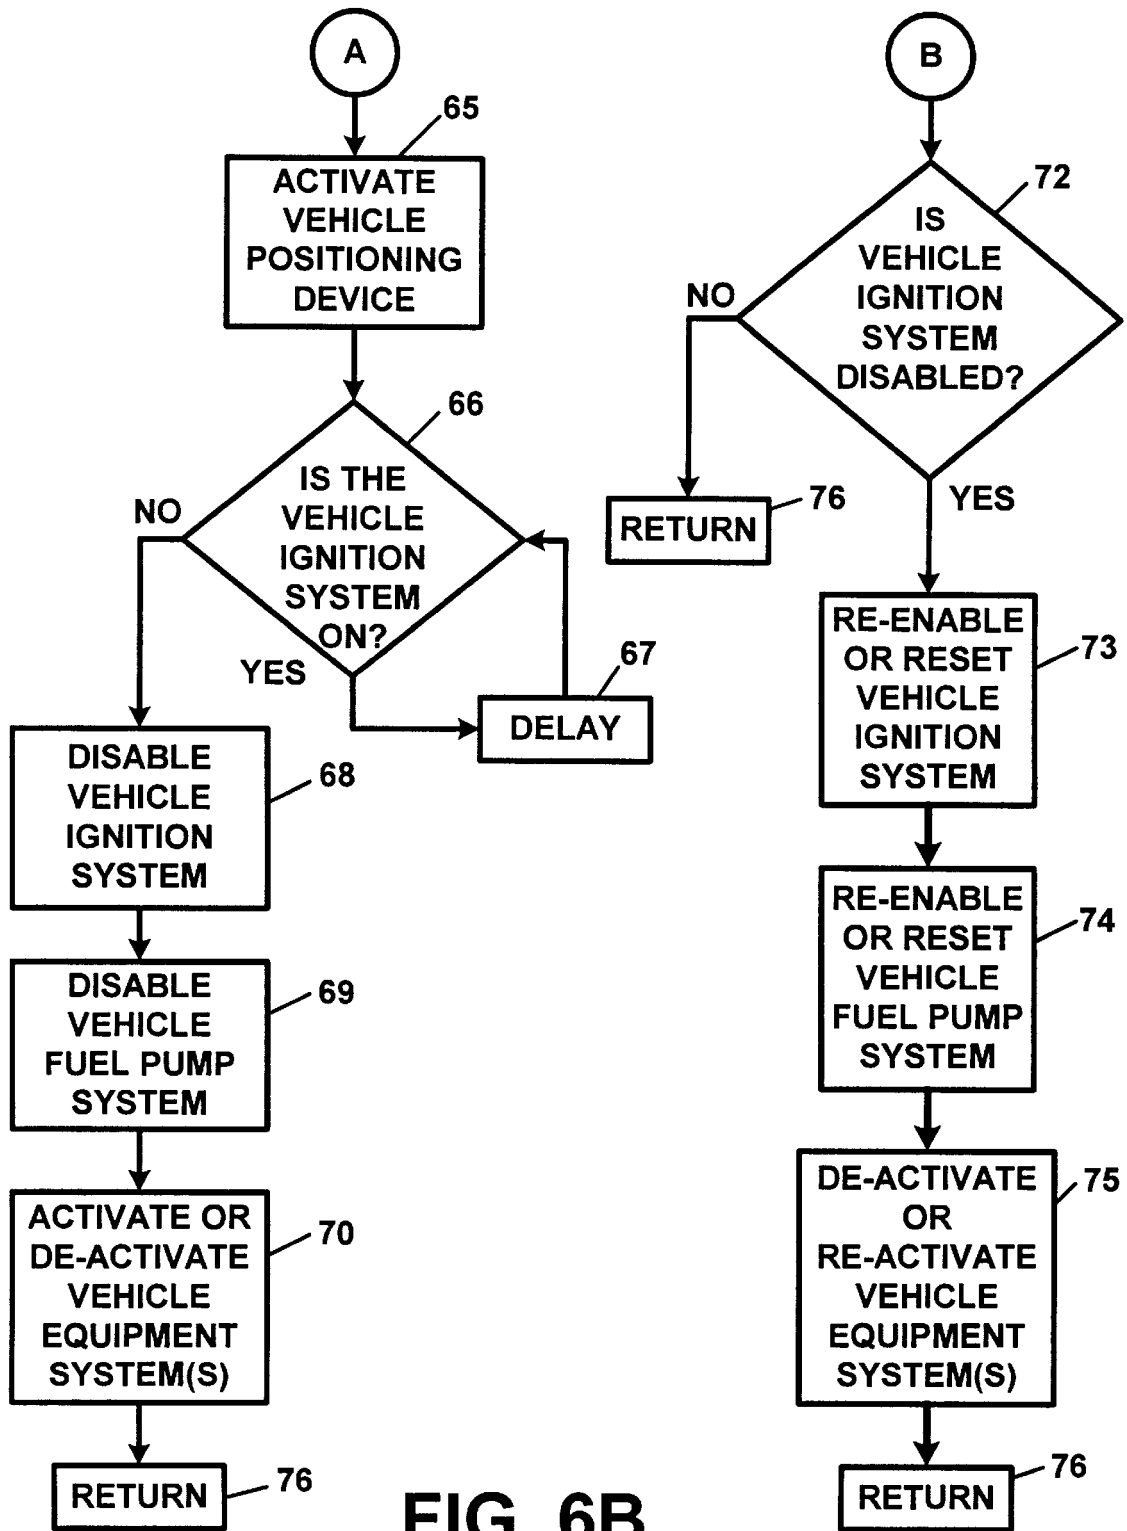 A
65
ACTIVATE
VEHICLE
POSITIONING
DEVICE
66
IS THE
VEHICLE
IGNITION
SYSTEM
ON?
NO
YES
67
DELAY
DISABLE
VEHICLE
IGNITION
SYSTEM
68
DISABLE
VEHICLE
FUEL PUMP
SYSTEM
69
ACTIVATE OR
DE-ACTIVATE
VEHICLE
EQUIPMENT
SYSTEM(S)
70
RETURN
76
B
72
IS
VEHICLE
IGNITION
SYSTEM
DISABLED?
NO
76
RETURN
YES
RE-ENABLE
OR RESET
VEHICLE
IGNITION
SYSTEM
73
RE-ENABLE
OR RESET
VEHICLE
FUEL PUMP
SYSTEM
74
DE-ACTIVATE
OR
RE-ACTIVATE
VEHICLE
EQUIPMENT
SYSTEM(S)
75
RETURN
76
FIG. 6B